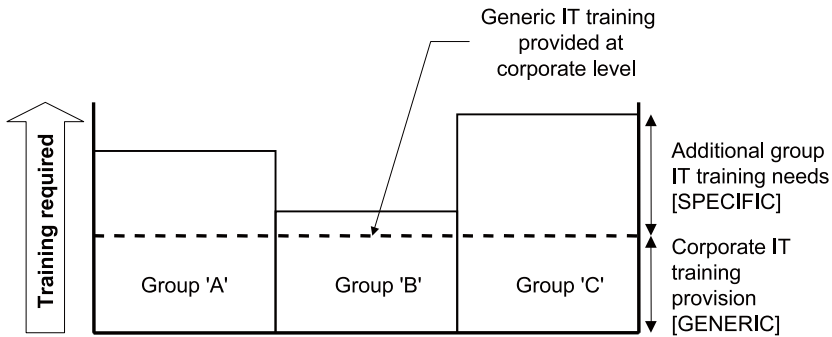 Generic IT training
provided at
corporate level
Training required
Additional group
IT training needs
[SPECIFIC]
Group 'A'
Group 'B'
Group 'C'
Corporate IT
training
provision
[GENERIC]